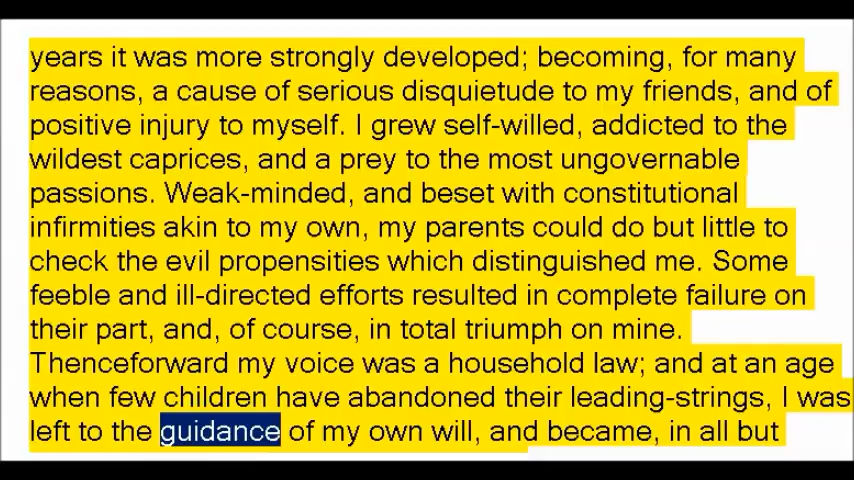 years it was more strongly developed; becoming, for many
reasons, a cause of serious disquietude to my friends, and of
positive injury to myself. I grew self-willed, addicted to the
wildest caprices, and a prey to the most ungovernable
passions. Weak-minded, and beset with constitutional
infirmities akin to my own, my parents could do but little to
check the evil propensities which distinguished me. Some
feeble and ill-directed efforts resulted in complete failure on
their part, and, of course, in total triumph on mine.
Thenceforward my voice was a household law; and at an age
when few children have abandoned their leading-strings, I was
left to the guidance of my own will, and became, in all but